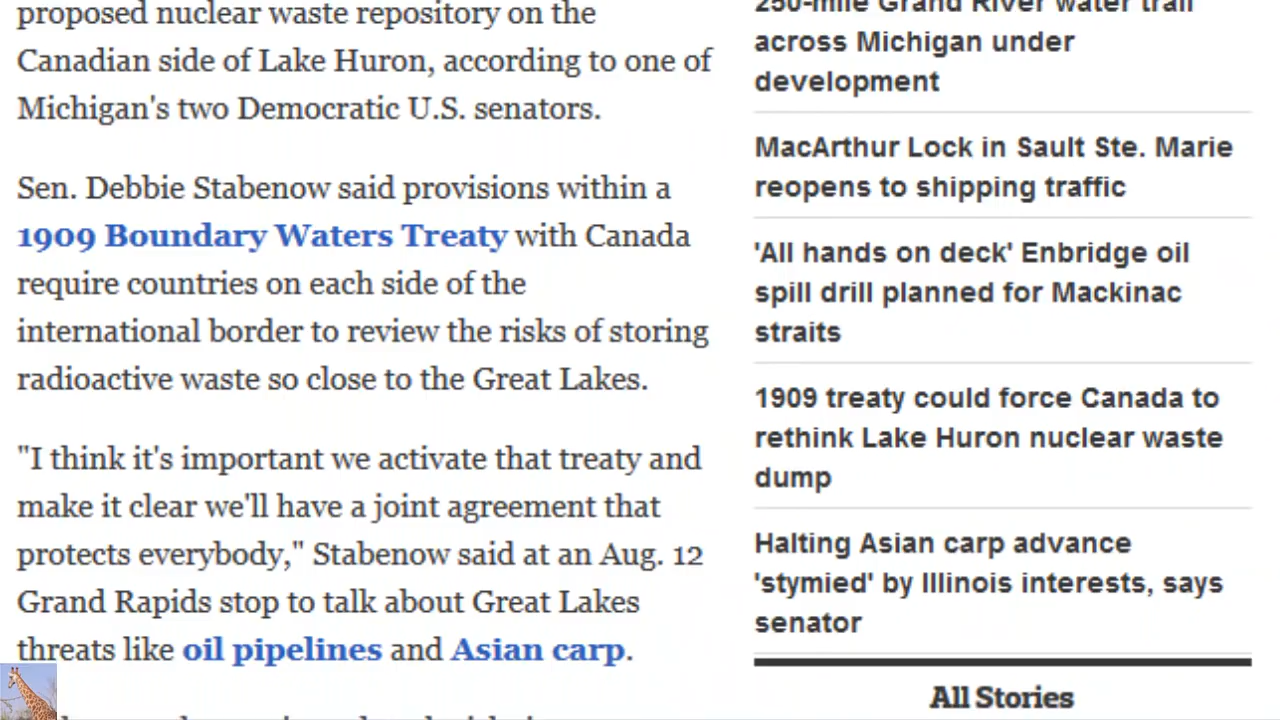 proposed nuclear waste repository on the
Canadian side of Lake Huron, according to one of
Michigan's two Democratic U.S. senators.
Sen. Debbie Stabenow said provisions within a
1909 Boundary Waters Treaty with Canada
require countries on each side of the
international border to review the risks of storing
radioactive waste so close to the Great Lakes.
"I think it's important we activate that treaty and
make it clear we'll have a joint agreement that
protects everybody," Stabenow said at an Aug. 12
Grand Rapids stop to talk about Great Lakes
threats like oil pipelines and Asian carp.
250-mile Grand River water trail
across Michigan under
development
MacArthur Lock in Sault Ste. Marie
reopens to shipping traffic
'All hands on deck' Enbridge oil
spill drill planned for Mackinac
straits
1909 treaty could force Canada to
rethink Lake Huron nuclear waste
dump
Halting Asian carp advance
'stymied' by Illinois interests, says
senator
All Stories